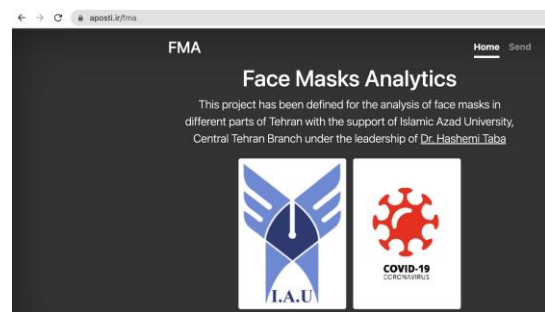 aposti.ir/fma
FMA
Home Send
Face Masks Analytics
This project has been defined for the analysis of face masks in
different parts of Tehran with the support of Islamic Azad University,
Central Tehran Branch under the leadership of Dr. Hashemi Taba
I.A.U
COVID-19
CORONAVIRUS